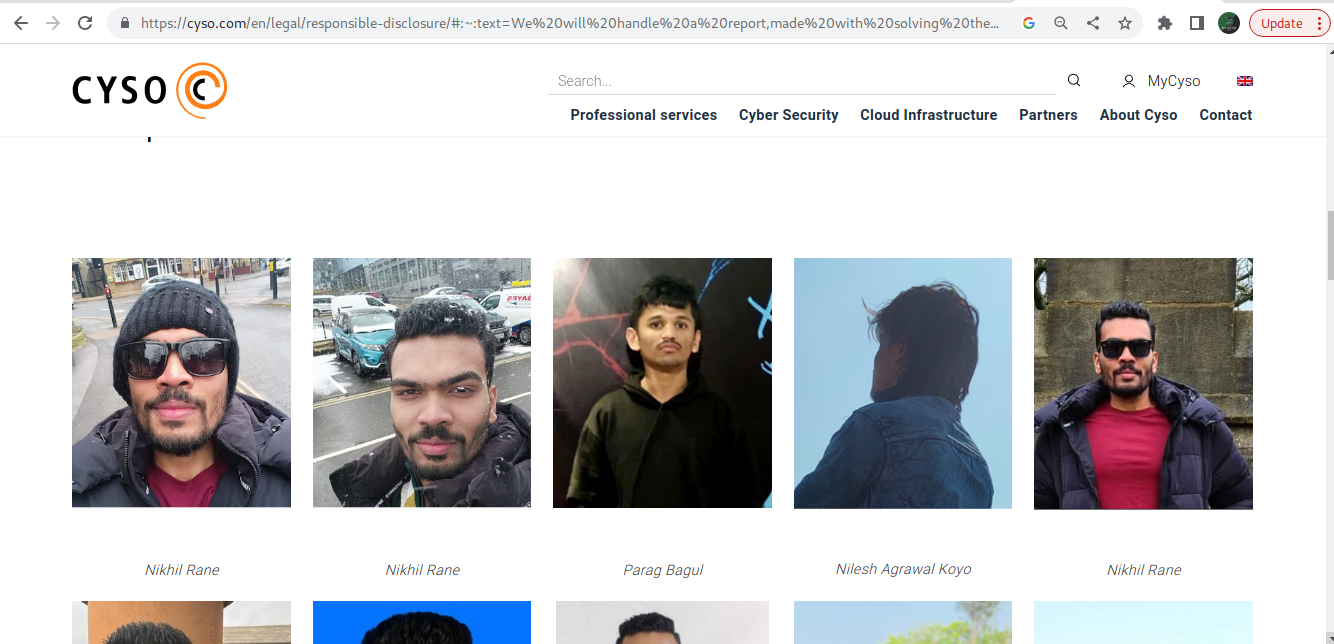 https://cyso.com/en/legal/responsible-disclosure/#:~:text=We%20will%20handle%20a%20report,made%20with%20solving%20the...
Update
CYSO C
Search...
MyCyso
Professional services
Cyber Security
Cloud Infrastructure
Partners
About Cyso
Contact
Nikhil Rane
Nikhil Rane
Parag Bagul
Nilesh Agrawal Koyo
Nikhil Rane